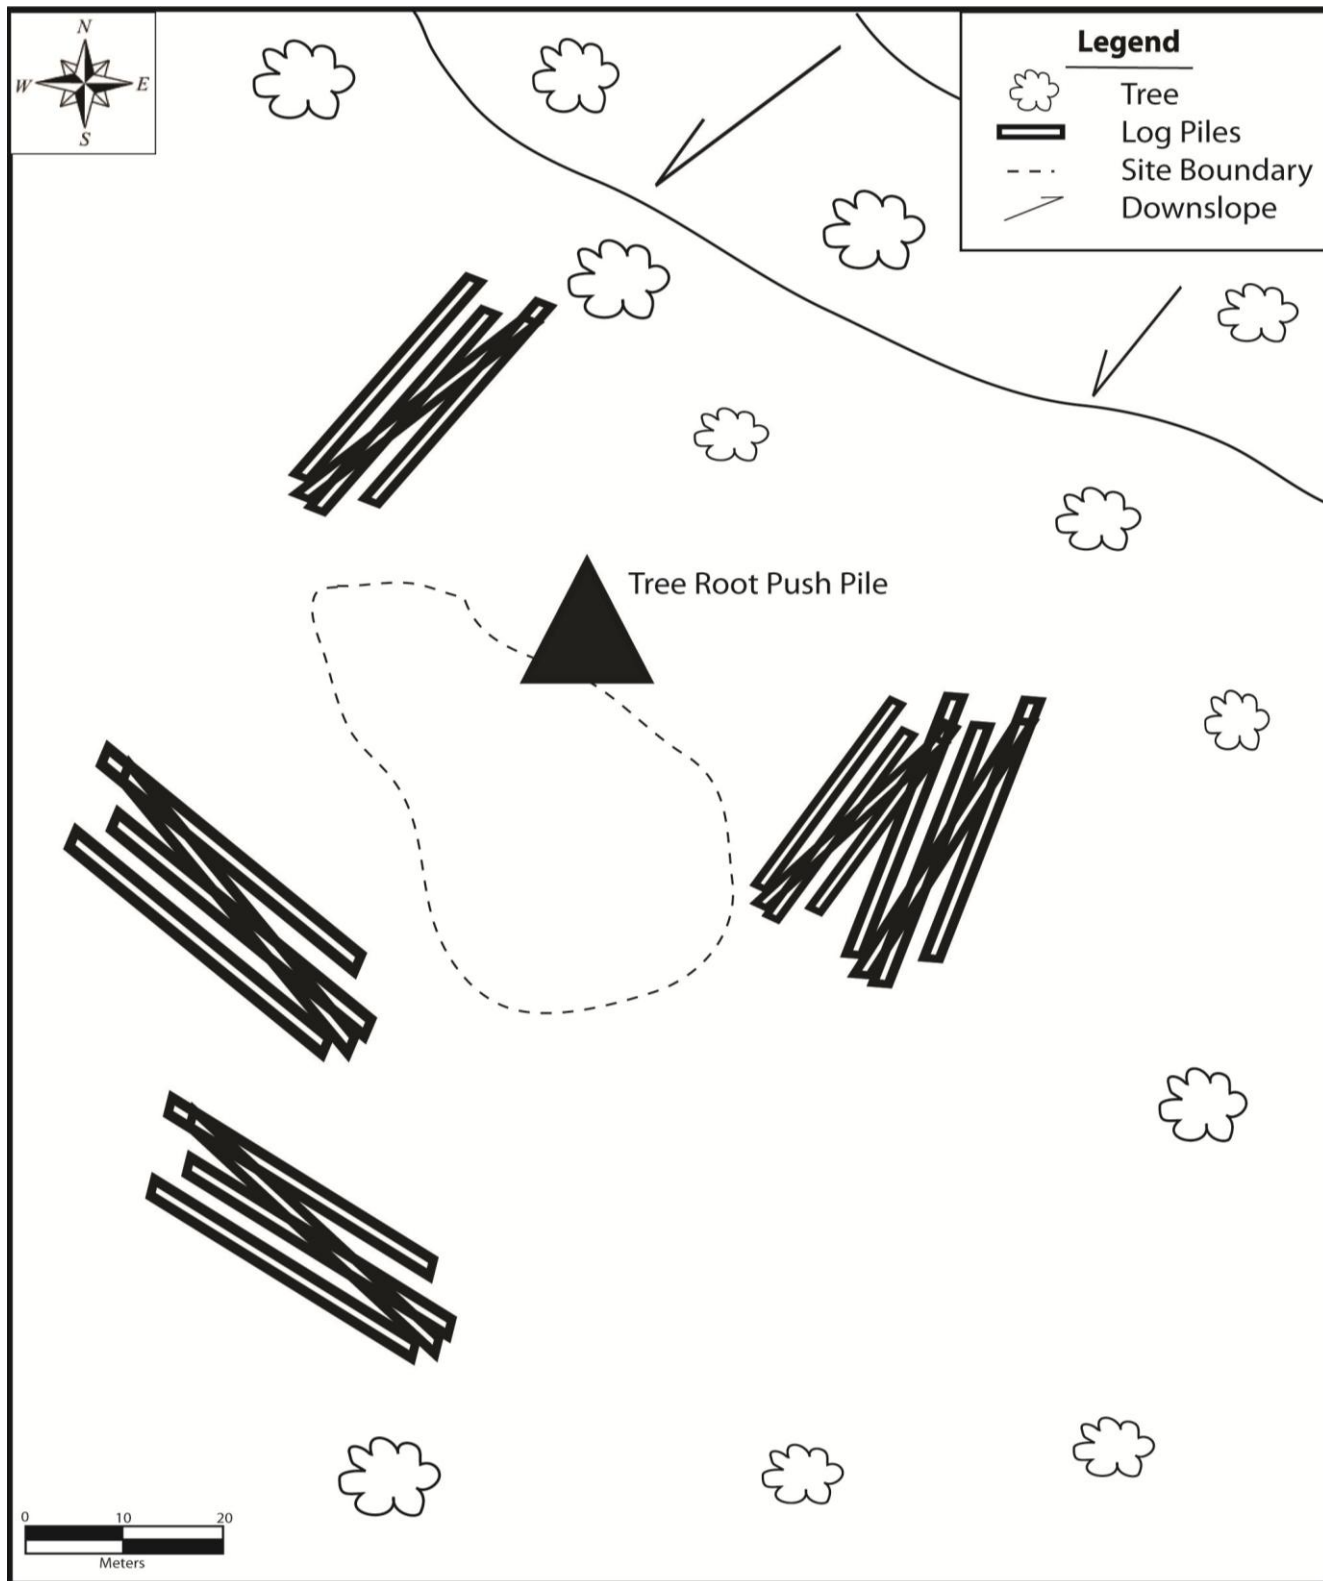 N
W E
S
Legend
Tree
Log Piles
Site Boundary
Downslope
Tree Root Push Pile
0 10 20
Meters